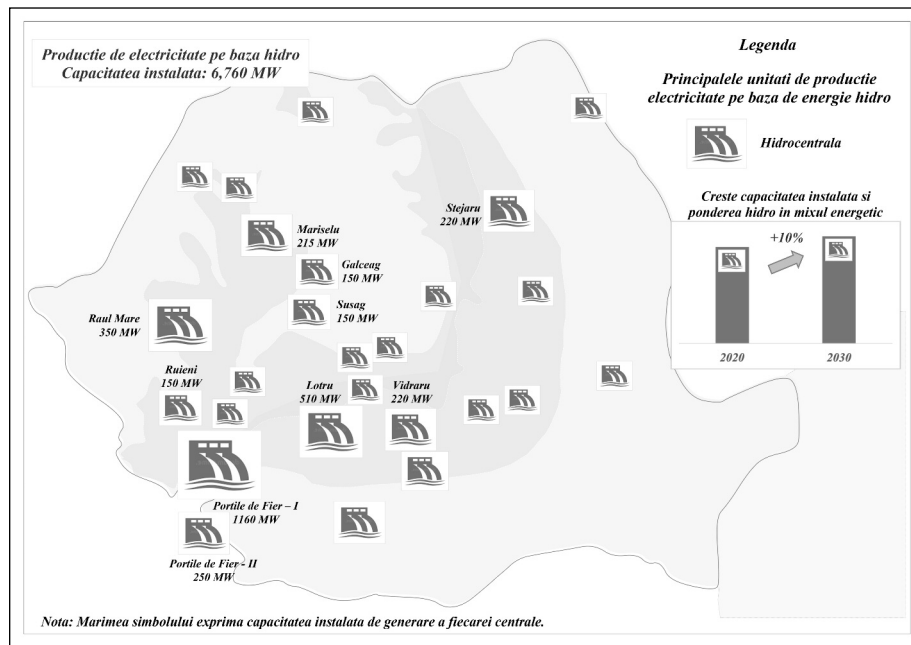 Productie de electricitate pe baza hidro
Capacitatea instalata: 6,760 MW
Legenda
Principalele unitati de productie
electricitate pe baza de energie hidro
Hidrocentrala
Creste capacitatea instalata si
ponderea hidro in mixul energetic
+10%
2020
2030
Stejaru
220 MW
Mariselu
215 MW
Galceag
150 MW
Susag
150 MW
Raul Mare
350 MW
Ruieni
150 MW
Lotru
510 MW
Vidraru
220 MW
Portile de Fier – I
1160 MW
Portile de Fier - II
250 MW
Nota: Marimea simbolului exprima capacitatea instalata de generare a fiecarei centrale.